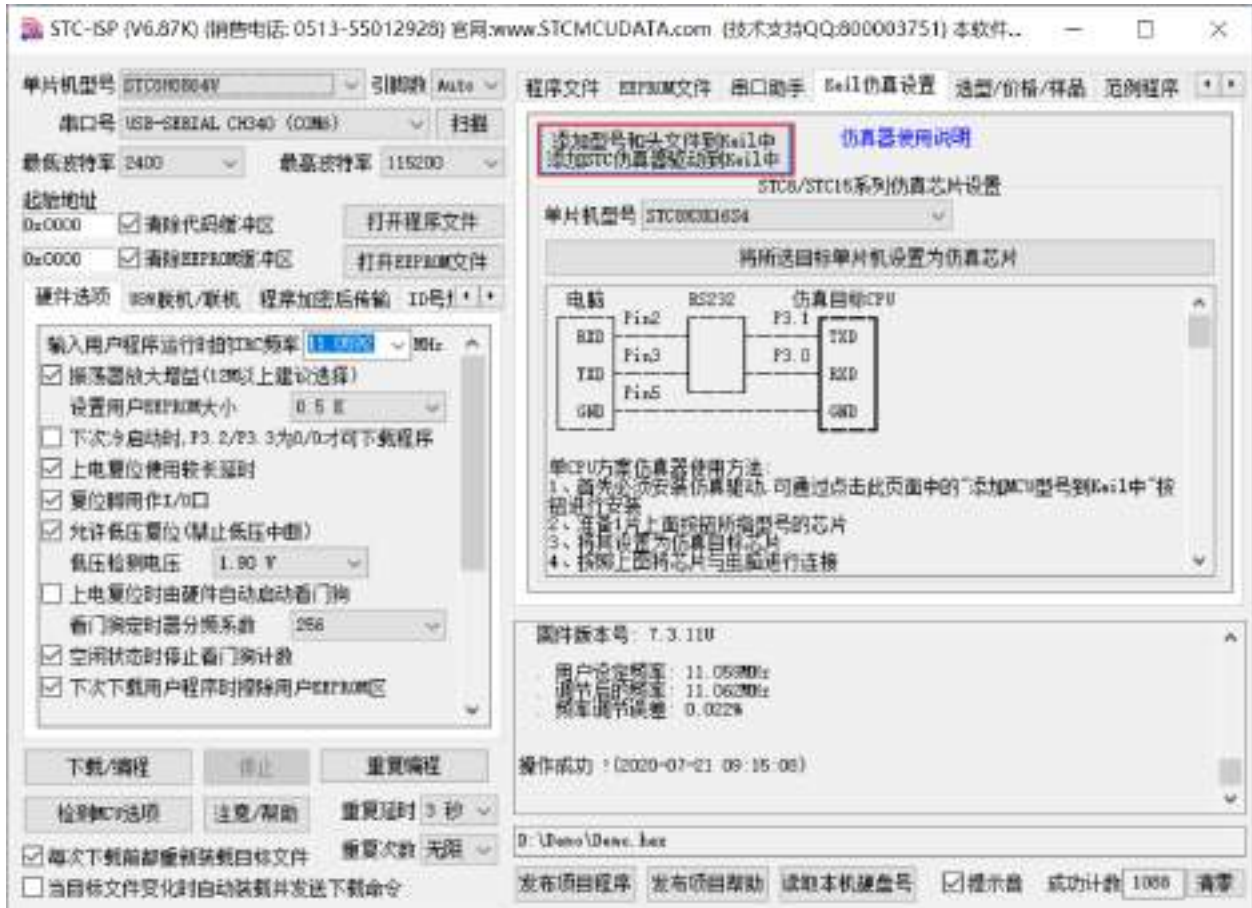 STC-ISP (V6.87K) (销售电话: 0513-55012928) 官网:www.STCMCUDATA.com (技术支持QQ:800003751) 本软件..
单片机型号 引脚数 Auto
串口号 USB-SERIAL CH340 (COM6) 扫描
最低波特率 2400 最高波特率 115200
起始地址
0x0000 清除代码缓冲区 打开程序文件
0x0000 清除EEPROM缓冲区 打开EEPROM文件
硬件选项 脱机/联机 程序加密后传输 ID号
输入用户程序运行时的IRC频率 11.0592 MHz
振荡器放大增益(12M以上建议选择)
设置用户EEPROM大小 0.5 K
下次冷启动时,P3.2/P3.3为0/0才可下载程序
上电复位使用较长延时
复位脚用作I/O口
允许低压复位(禁止低压中断)
低压检测电压 1.90 V
上电复位时由硬件自动启动看门狗
看门狗定时器分频系数 256
空闲状态时停止看门狗计数
下次下载用户程序时擦除用户EEPROM区
下载/编程 停止 重复编程
检测MCU选项 注意/帮助 重复延时 3 秒
重复次数 无限
每次下载前都重新装载目标文件
当目标文件变化时自动装载并发送下载命令
程序文件 EEPROM文件 串口助手 Keil仿真设置 选型/价格/样品 范例程序
添加型号和头文件到Keil中
添加STC仿真器驱动到Keil中
仿真器使用说明
STC8/STC15系列仿真芯片设置
单片机型号
将所选目标单片机设置为仿真芯片
电脑 RS232 仿真目标CPU
Pin2 P3.1
RXD TXD
Pin3 P3.0
TXD RXD
Pin5
GND GND
单CPU方案仿真器使用方法:
1、首先必须安装仿真驱动.可通过点击此页面中的"添加MCU型号到Keil中"按
钮进行安装
2、准备1片上面按钮所指型号的芯片
3、将其设置为仿真目标芯片
4、按照上面将芯片与电脑进行连接
固件版本号: 7.3.11U
. 用户设定频率: 11.059MHz
. 调节后的频率: 11.062MHz
. 频率调节误差: 0.022%
操作成功 !(2020-07-21 09:15:08)
D:\Demo\Demo.hex
发布项目程序 发布项目帮助 读取本机硬盘号 提示音 成功计数 1088 清零